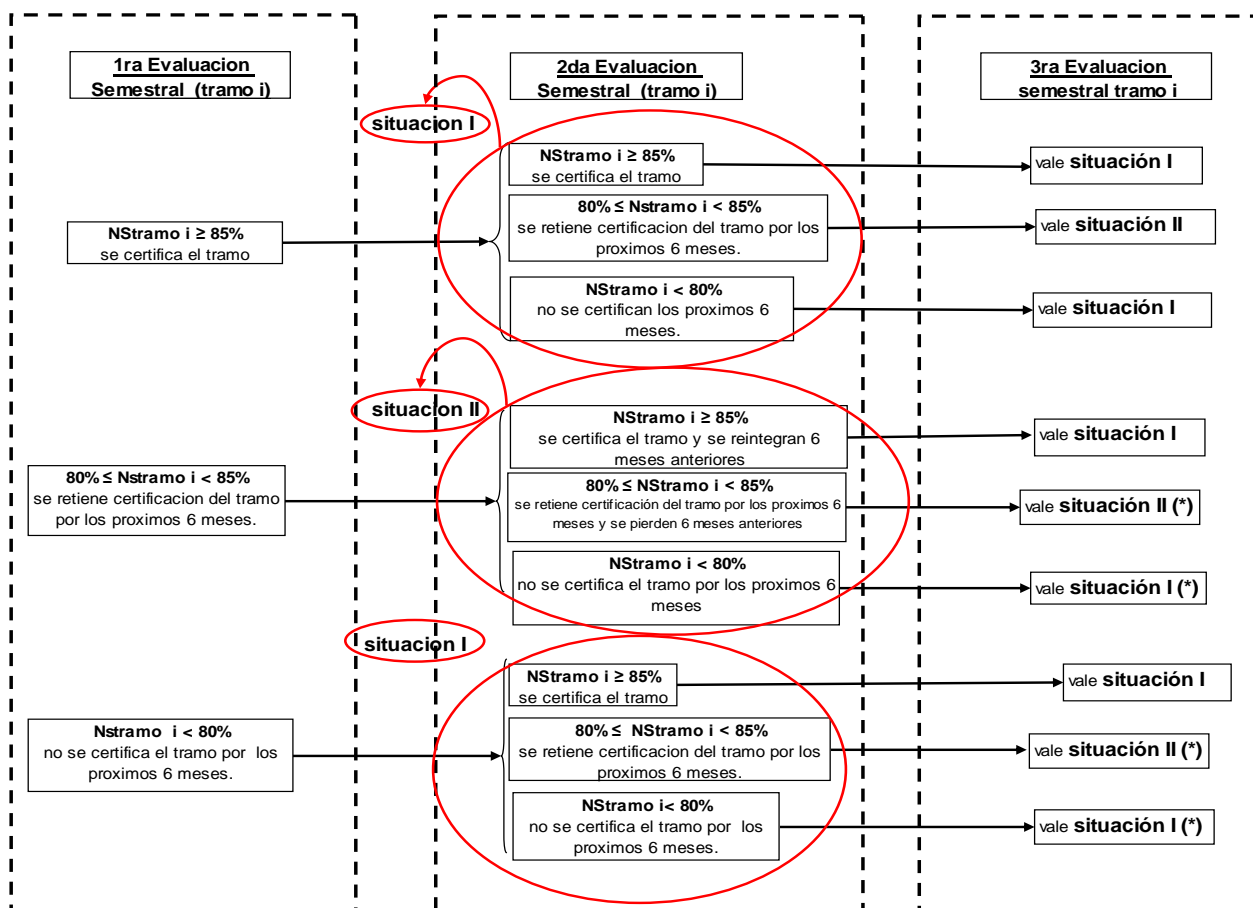 1ra Evaluacion
Semestral (tramo i)
NStramo i ≥ 85%
se certifica el tramo
80% ≤ Nstramo i < 85%
se retiene certificacion del tramo
por los proximos 6 meses.
Nstramo i < 80%
no se certifica el tramo por los
proximos 6 meses.
2da Evaluacion
Semestral (tramo i)
situacion I
NStramo i ≥ 85%
se certifica el tramo
80% ≤ Nstramo i < 85%
se retiene certificacion del tramo por los
proximos 6 meses.
NStramo i < 80%
no se certifican los proximos 6
meses.
situacion II
NStramo i ≥ 85%
se certifica el tramo y se reintegran 6
meses anteriores
80% ≤ NStramo i < 85%
se retiene certificación del tramo por los proximos 6
meses y se pierden 6 meses anteriores
NStramo i < 80%
no se certifica el tramo por los proximos 6
meses
situacion I
NStramo i ≥ 85%
se certifica el tramo
80% ≤ NStramo i < 85%
se retiene certificacion del tramo por los
proximos 6 meses.
NStramo i< 80%
no se certifica el tramo por los
proximos 6 meses.
3ra Evaluacion
semestral tramo i
vale situación I
vale situación II
vale situación I
vale situación I
vale situación II (*)
vale situación I (*)
vale situación I
vale situación II (*)
vale situación I (*)